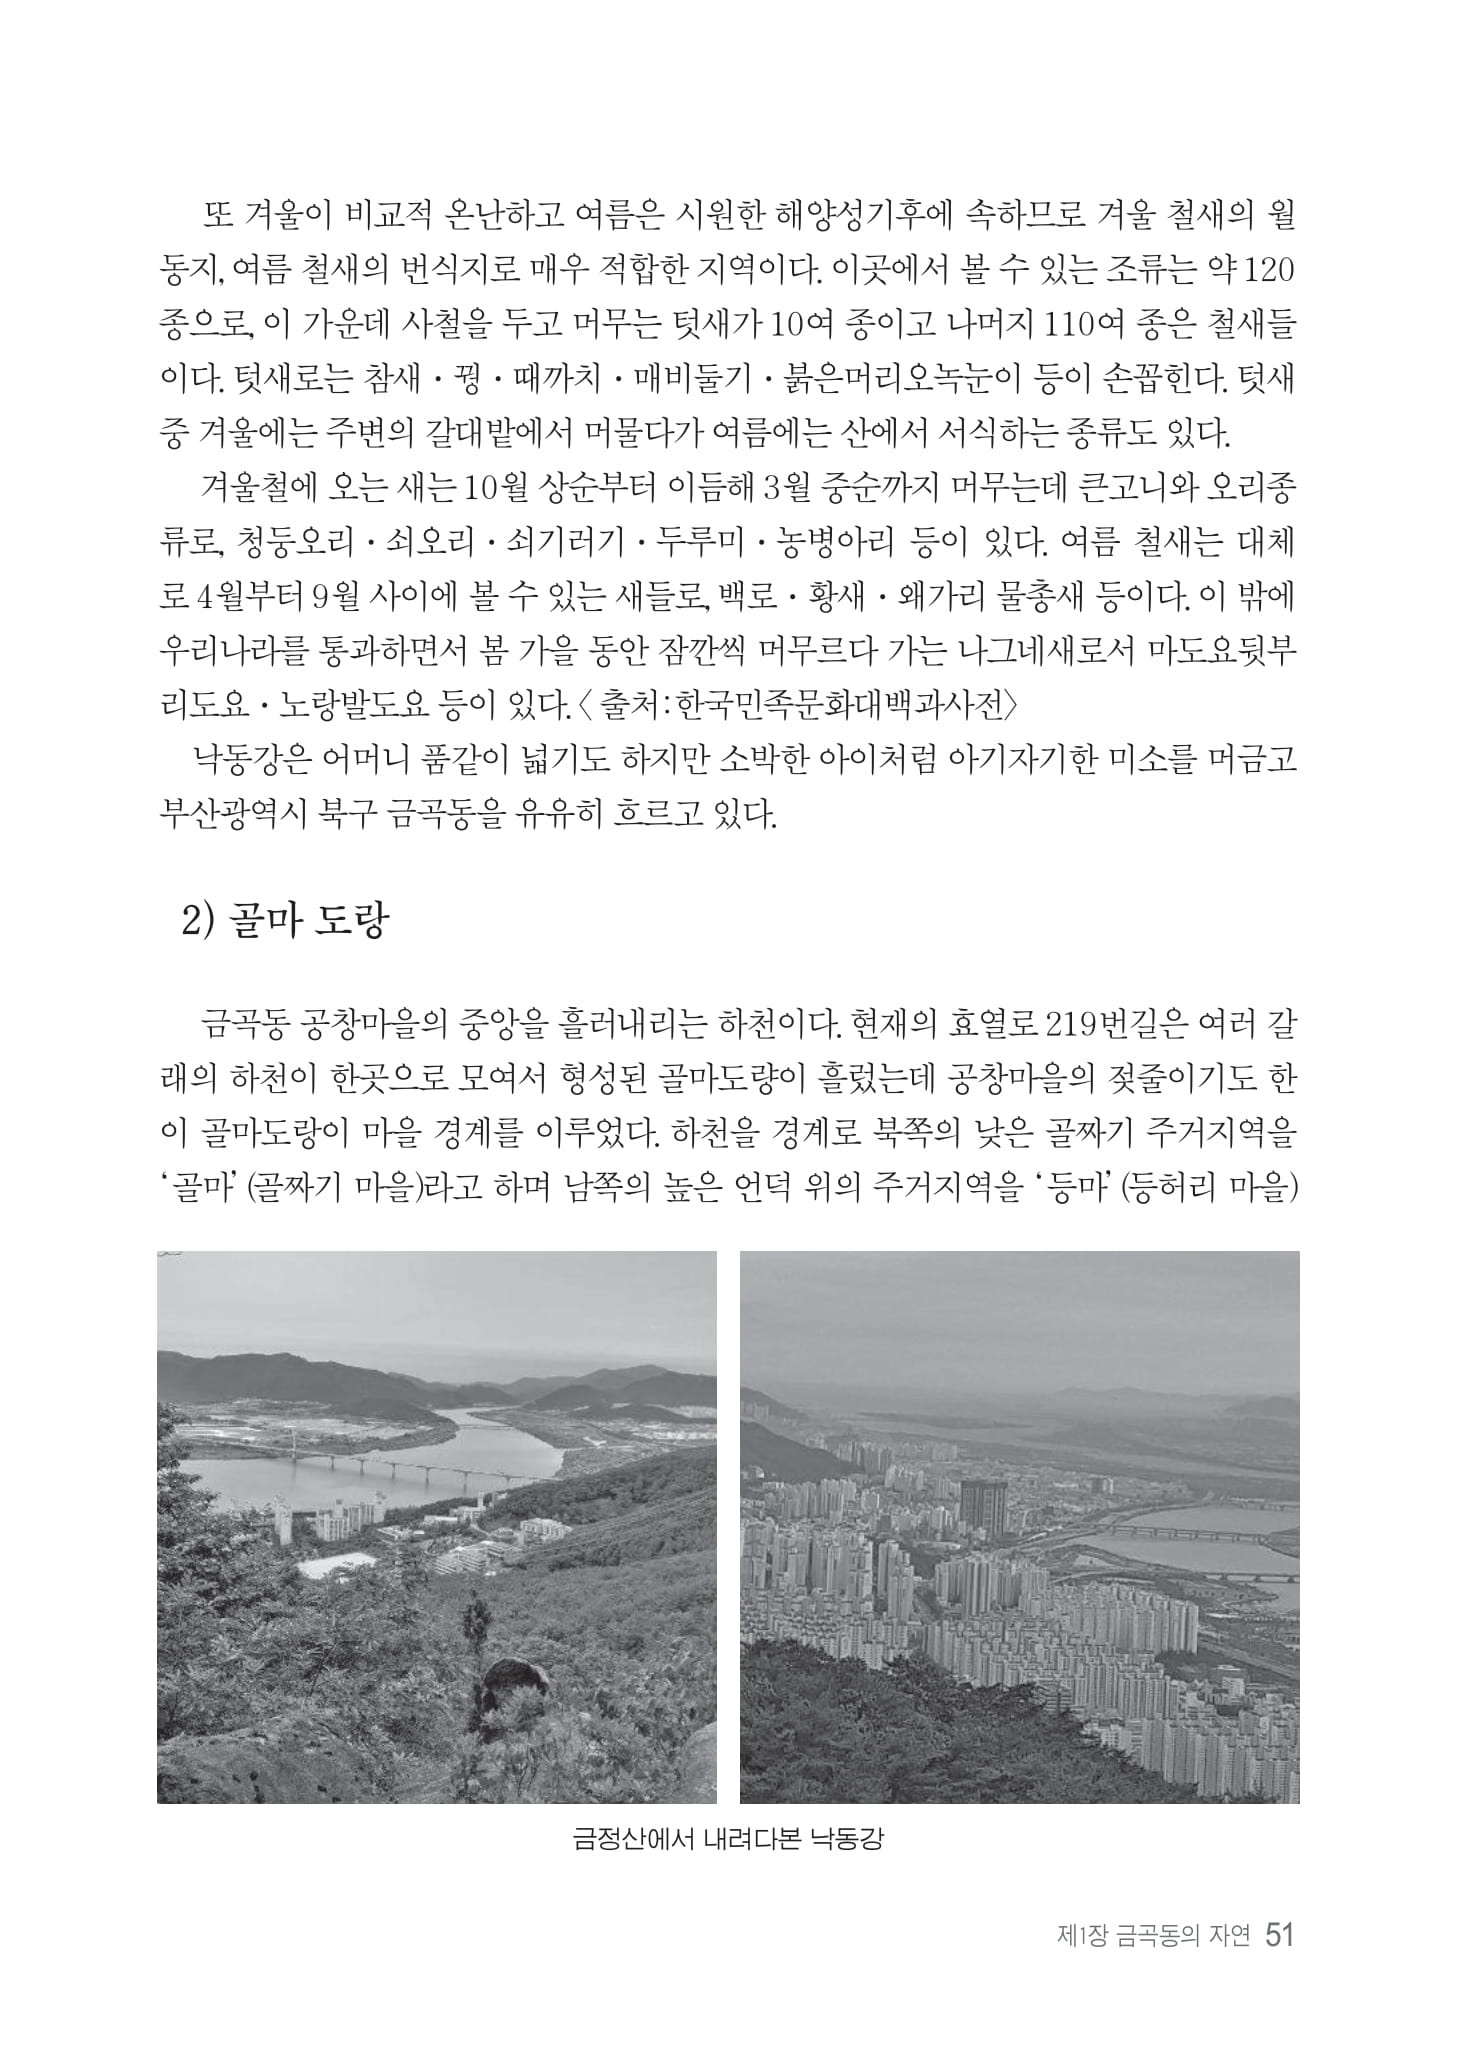 또 겨울이 비교적 온난하고 여름은 시원한 해양성기후에 속하므로 겨울 철새의 월
동지, 여름 철새의 번식지로 매우 적합한 지역이다. 이곳에서 볼 수 있는 조류는 약 120
종으로, 이 가운데 사철을 두고 머무는 텃새가 10여 종이고 나머지 110여 종은 철새들
이다. 텃새로는 참새・꿩・때까치・매비둘기・붉은머리오녹눈이 등이 손꼽힌다. 텃새
중 겨울에는 주변의 갈대밭에서 머물다가 여름에는 산에서 서식하는 종류도 있다.
겨울철에 오는 새는 10월 상순부터 이듬해 3월 중순까지 머무는데 큰고니와 오리종
류로, 청둥오리・쇠오리・쇠기러기・두루미・농병아리 등이 있다. 여름 철새는 대체
로 4월부터 9월 사이에 볼 수 있는 새들로, 백로・황새・왜가리 물총새 등이다. 이 밖에
우리나라를 통과하면서 봄 가을 동안 잠깐씩 머무르다 가는 나그네새로서 마도요뒷부
리도요・노랑발도요 등이 있다.〈 출처:한국민족문화대백과사전〉
낙동강은 어머니 품같이 넓기도 하지만 소박한 아이처럼 아기자기한 미소를 머금고
부산광역시 북구 금곡동을 유유히 흐르고 있다.
2) 골마 도랑
금곡동 공창마을의 중앙을 흘러내리는 하천이다. 현재의 효열로 219번길은 여러 갈
래의 하천이 한곳으로 모여서 형성된 골마도량이 흘렀는데 공창마을의 젖줄이기도 한
이 골마도랑이 마을 경계를 이루었다. 하천을 경계로 북쪽의 낮은 골짜기 주거지역을
‘골마’ (골짜기 마을)라고 하며 남쪽의 높은 언덕 위의 주거지역을 ‘등마’ (등허리 마을)
금정산에서 내려다본 낙동강
제1장 금곡동의 자연 51